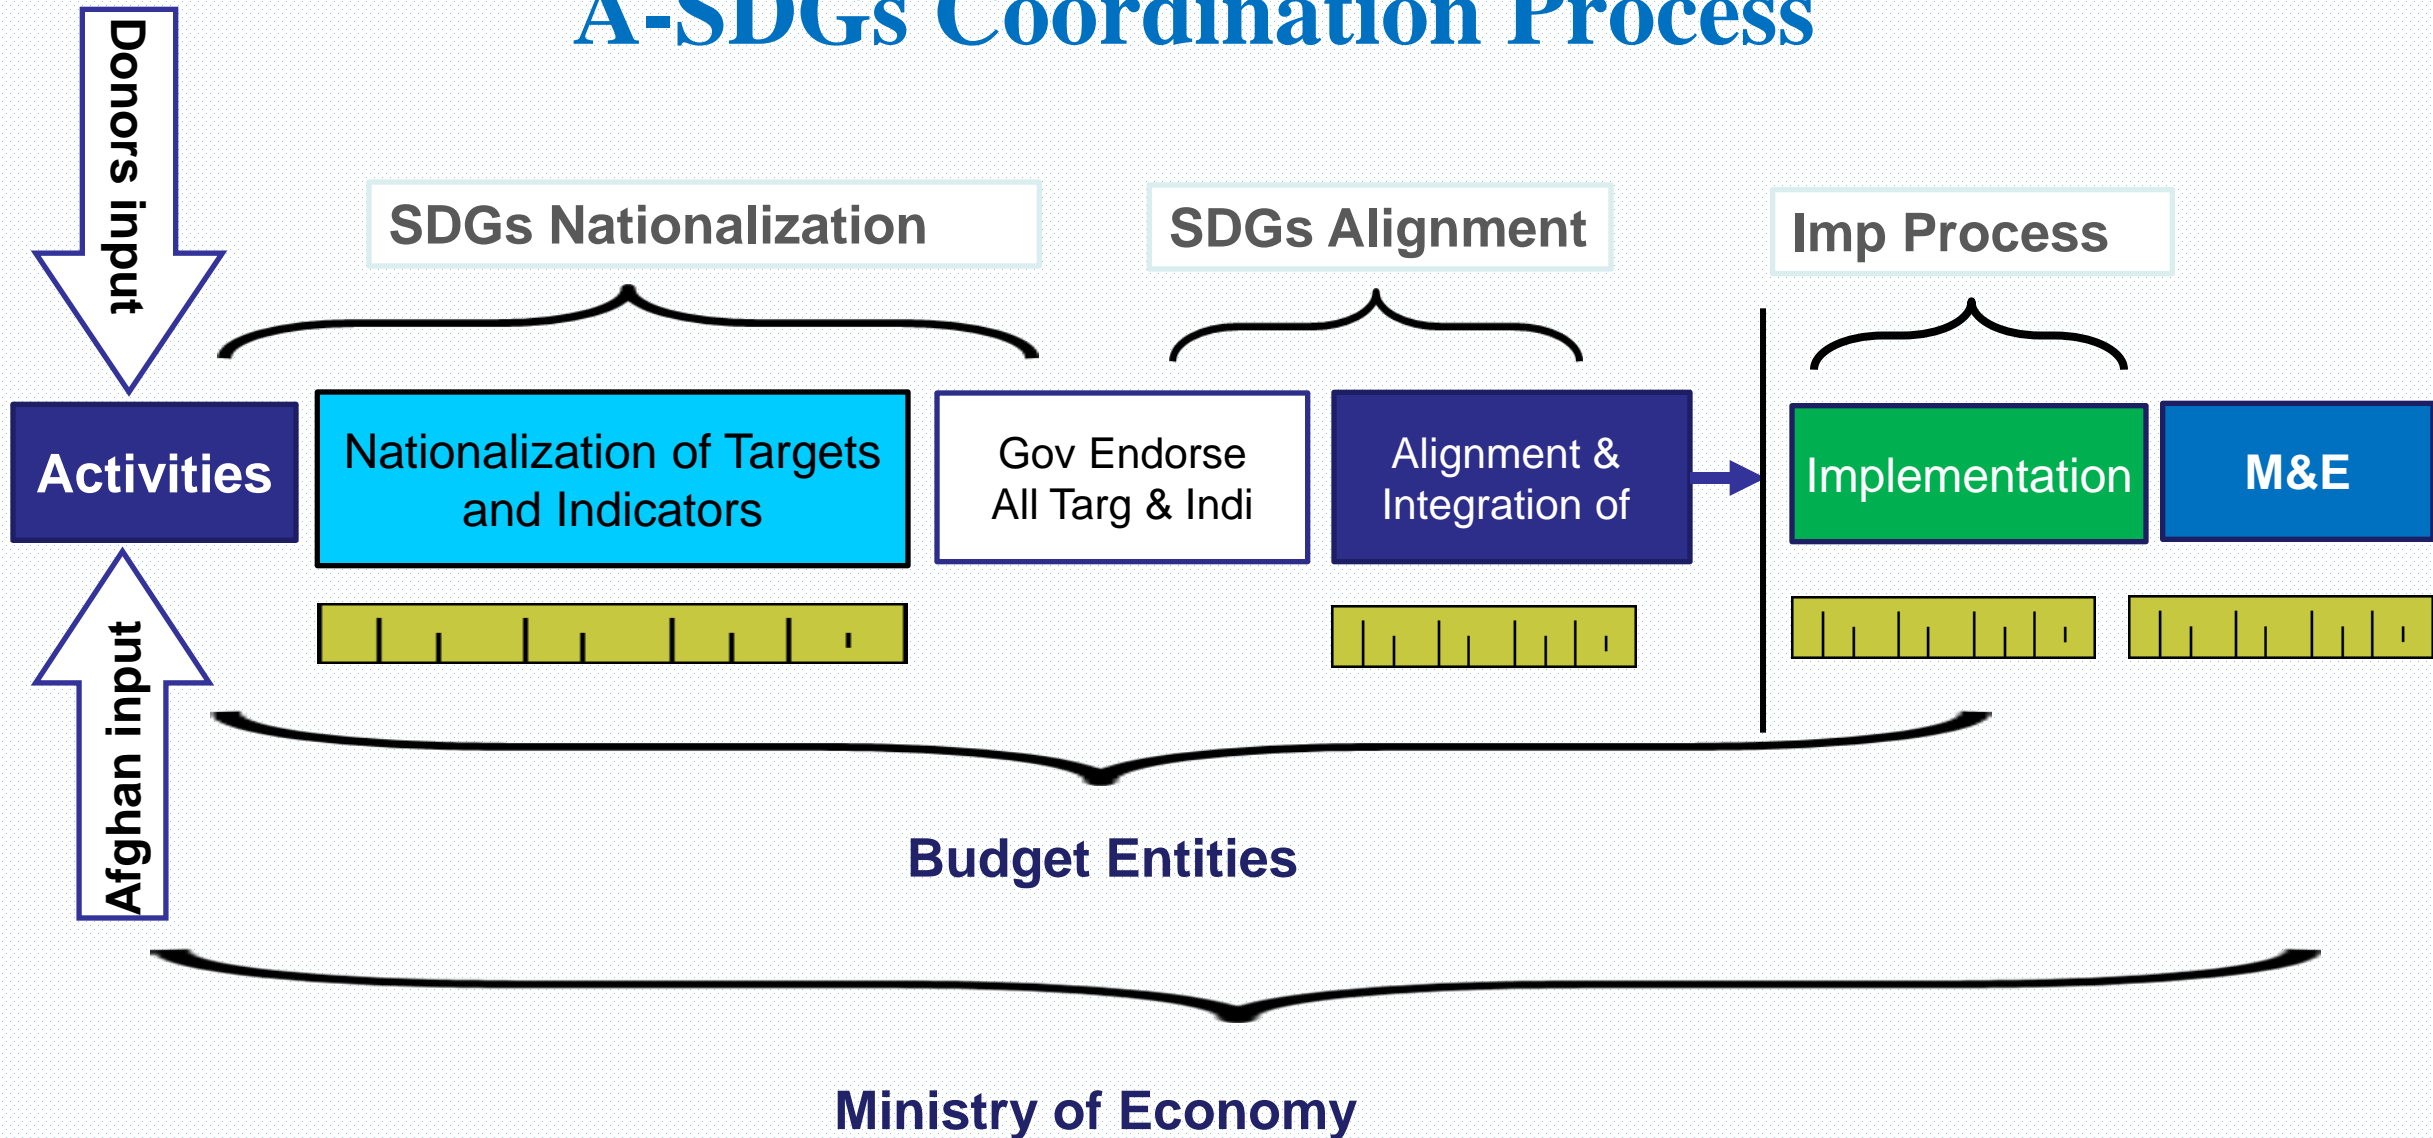 A-SDGs Coordination Process
Donors input
SDGs Nationalization
SDGs Alignment
Imp Process
Activities
Nationalization of Targets
and Indicators
Gov Endorse
All Targ & Indi
Alignment &
Integration of
Implementation
M&E
Afghan input
Budget Entities
Ministry of Economy